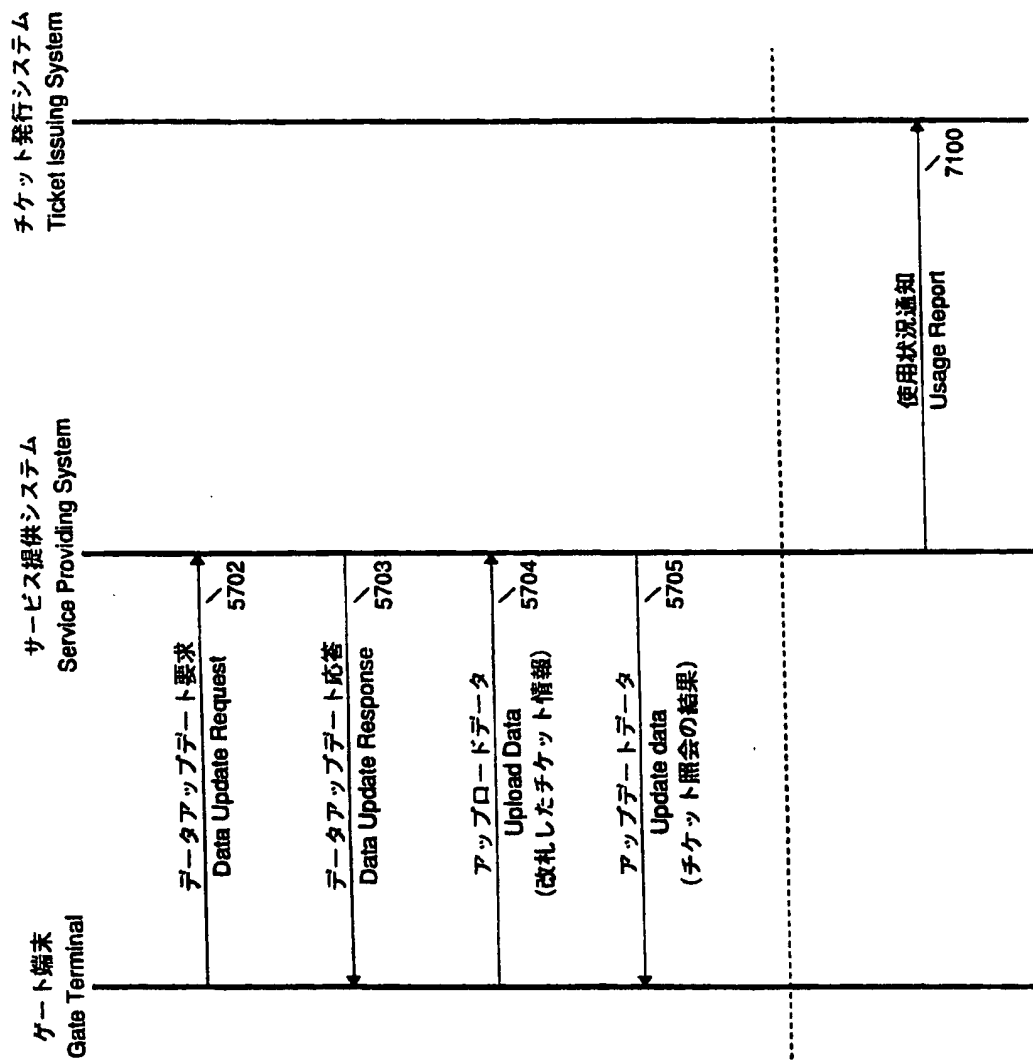 ゲート端末
Gate Terminal
サービス提供システム
Service Providing System
チケット発行システム
Ticket Issuing System
データアップデート要求
Data Update Request
5702
データアップデート応答
Data Update Response
5703
アップロードデータ
Upload Data
(改札したチケット情報)
5704
アップデートデータ
Update data
(チケット照会の結果)
5705
使用状況通知
Usage Report
7100